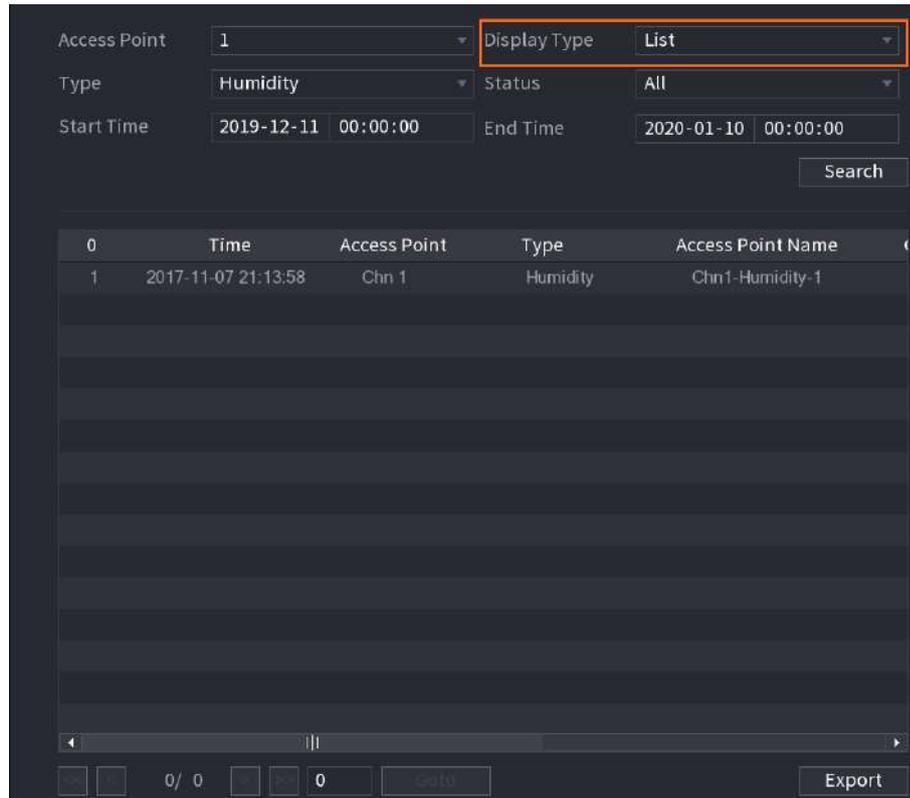 Access Point 1 Display Type List
Type Humidity Status All
Start Time 2019-12-11 00:00:00 End Time 2020-01-10 00:00:00
Search
0 Time Access Point Type Access Point Name
1 2017-11-07 21:13:58 Chn 1 Humidity Chn1-Humidity-1
<< < 0/ 0 > >> 0 Goto Export